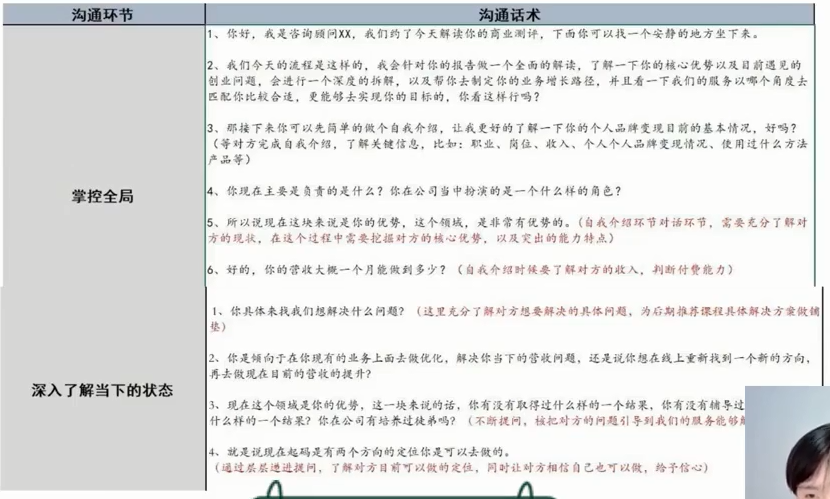 沟通环节
沟通话术
掌控全局
1、你好，我是咨询顾问XX，我们约了今天解读你的商业测评，下面你可以找一个安静的地方坐下来。
2、我们今天的流程是这样的，我会针对你的报告做一个全面的解读，了解一下你的核心优势以及目前遇见的
创业问题，会进行一个深度的拆解，以及帮你去制定你的业务增长路径，并且看一下我们的服务以哪个角度去
匹配你比较合适，更能够去实现你的目标的，你看这样行吗？
3、那接下来你可以先简单的做个自我介绍，让我更好的了解一下你的个人品牌变现目前的基本情况，好吗？
（等对方完成自我介绍，了解关键信息，比如：职业、岗位、收入、个人个人品牌变现情况、使用过什么方法
产品等）
4、你现在主要是负责的是什么？你在公司当中扮演的是一个什么样的角色？
5、所以说现在这块来说是你的优势，这个领域，是非常有优势的。（自我介绍环节对话环节，需要充分了解对
方的现状，在这个过程中需要挖掘对方的核心优势，以及突出的能力特点）
6、好的，你的营收大概一个月能做到多少？（自我介绍时候要了解对方的收入，判断付费能力）
深入了解当下的状态
1、你具体来找我们想解决什么问题？（这里充分了解对方想要解决的具体问题，为后期推荐课程具体解决方案做铺
垫）
2、你是倾向于在你现有的业务上面去做优化，解决你当下的营收问题，还是说你想在线上重新找到一个新的方向，
再去做现在目前的营收的提升？
3、现在这个领域是你的优势，这一块来说的话，你有没有取得过什么样的一个结果，你有没有辅导过
什么样的一个结果？你在公司有培养过徒弟吗？（不断提问，该把对方的问题引导到我们的服务能够
4、就是说现在起码是有两个方向的定位你是可以去做的。
（通过层层递进提问，了解对方目前可以做的定位，同时让对方相信自己也可以做，给予信心）